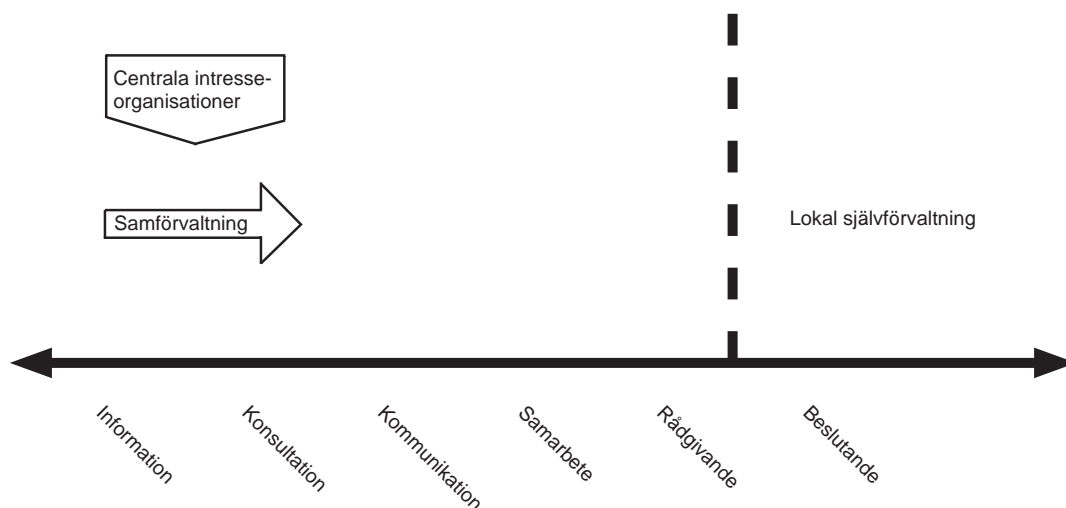 Centrala intresse-
organisationer
Samförvaltning
Lokal självförvaltning
Information
Konsultation
Kommunikation
Samarbete
Rådgivande
Beslutande